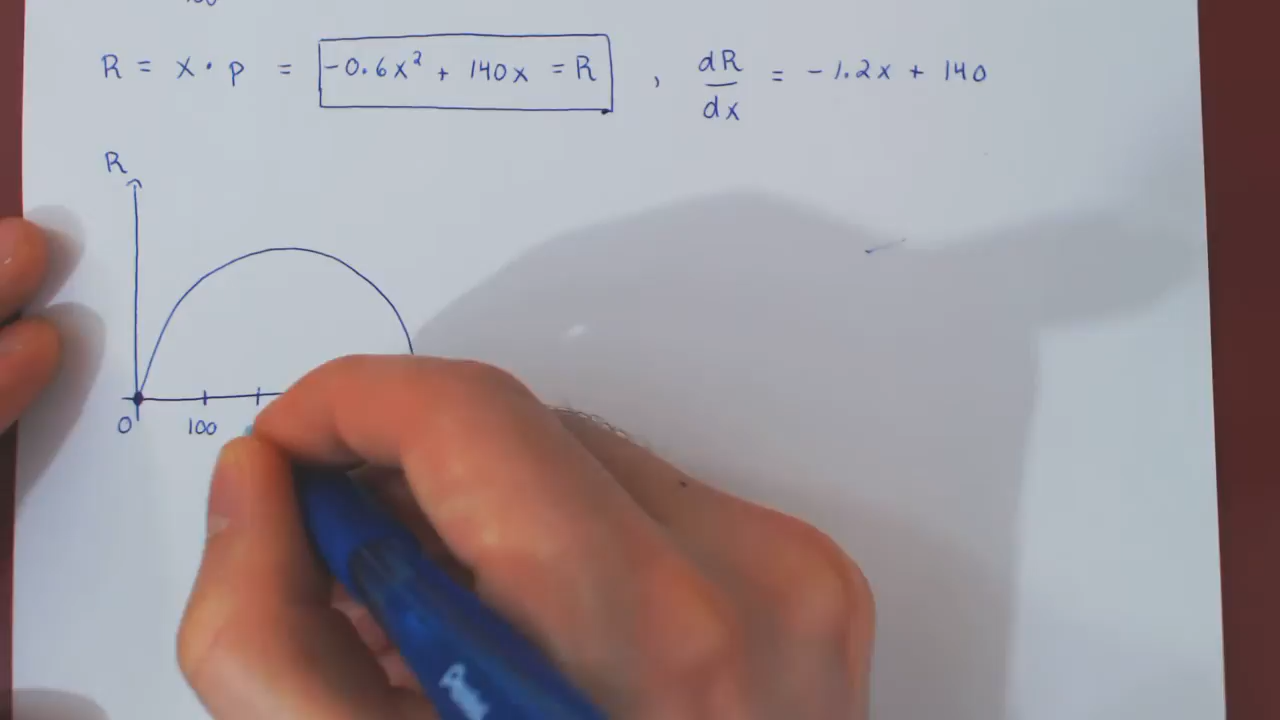 R = x · p = -0.6x² + 140x = R , dR/dx = -1.2x + 140
R
0 100